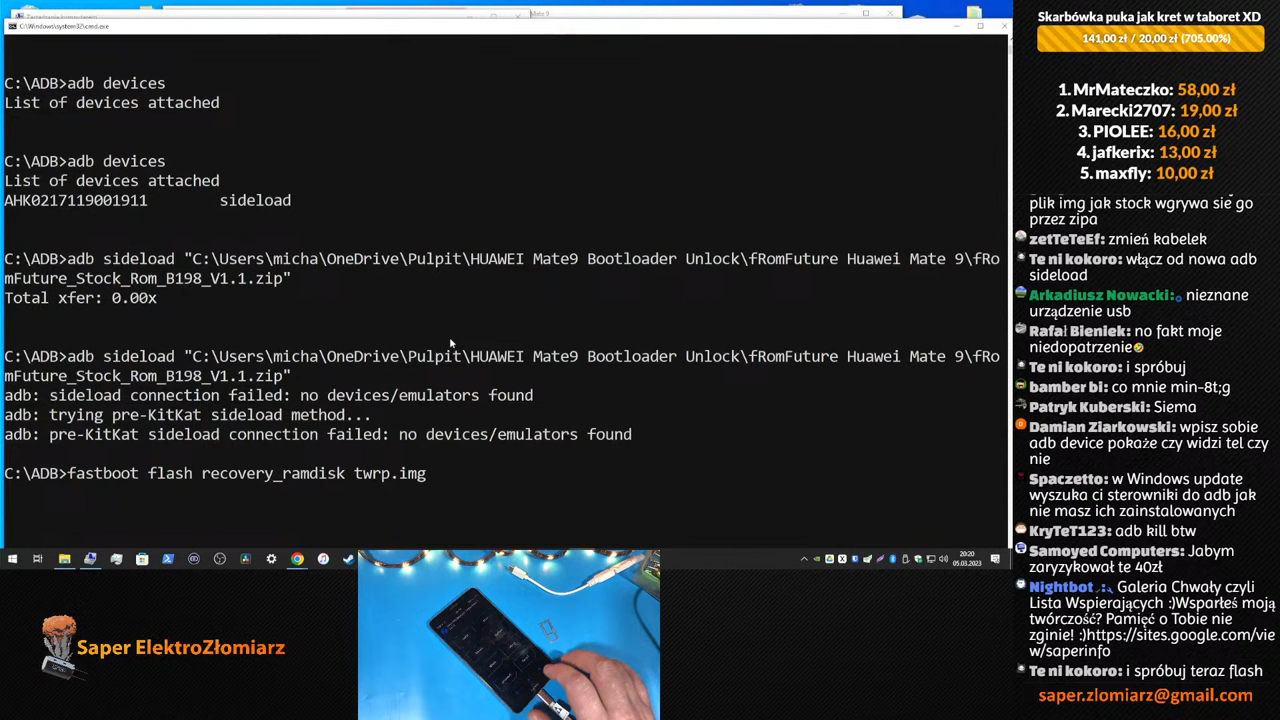 Mate 9
C:\Windows\system32\cmd.exe
C:\ADB>adb devices
List of devices attached
C:\ADB>adb devices
List of devices attached
AHK0217119001911 sideload
C:\ADB>adb sideload "C:\Users\micha\OneDrive\Pulpit\HUAWEI Mate9 Bootloader Unlock\fRomFuture Huawei Mate 9\fRo
mFuture_Stock_Rom_B198_V1.1.zip"
Total xfer: 0.00x
C:\ADB>adb sideload "C:\Users\micha\OneDrive\Pulpit\HUAWEI Mate9 Bootloader Unlock\fRomFuture Huawei Mate 9\fRo
mFuture_Stock_Rom_B198_V1.1.zip"
adb: sideload connection failed: no devices/emulators found
adb: trying pre-KitKat sideload method...
adb: pre-KitKat sideload connection failed: no devices/emulators found
C:\ADB>fastboot flash recovery_ramdisk twrp.img
20:20
05.03.2023
Saper ElektroZłomiarz
Skarbówka puka jak kret w taboret XD
141,00 zł / 20,00 zł (705.00%)
1. MrMateczko: 58,00 zł
2. Marecki2707: 19,00 zł
3. PIOLEE: 16,00 zł
4. jafkerix: 13,00 zł
5. maxfly: 10,00 zł
plik img jak stock wgrywa sie go
przez zipa
zetTeTeEf: zmień kabelek
Te ni kokoro: włącz od nowa adb
sideload
Arkadiusz Nowacki: nieznane
urządzenie usb
Rafał Bieniek: no fakt moje
niedopatrzenie
Te ni kokoro: i spróbuj
bamber bi: co mnie min-8t;g
Patryk Kuberski: Siema
Damian Ziarkowski: wpisz sobie
adb device pokaże czy widzi tel czy
nie
Spaczetto: w Windows update
wyszuka ci sterowniki do adb jak
nie masz ich zainstalowanych
KryTeT123: adb kill btw
Samoyed Computers: Jabym
zaryzykował te 40zł
Nightbot: Galeria Chwały czyli
Lista Wspierających :)Wsparłeś moją
twórczość? Pamięć o Tobie nie
zginie! :)https://sites.google.com/vie
w/saperinfo
Te ni kokoro: i spróbuj teraz flash
saper.zlomiarz@gmail.com